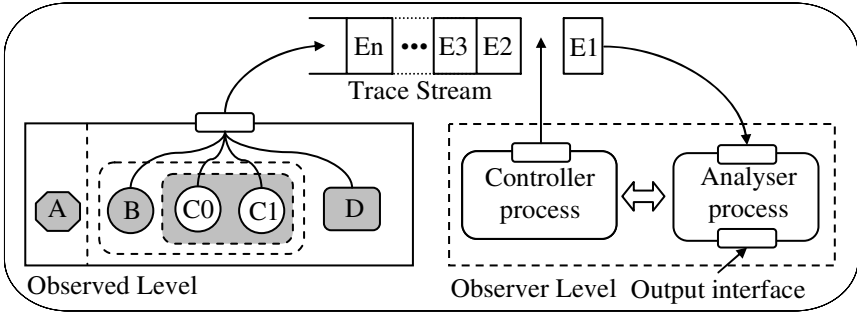 En ••• E3 E2 E1
Trace Stream
A B C0 C1 D
Controller
process
Analyser
process
Observed Level
Observer Level
Output interface